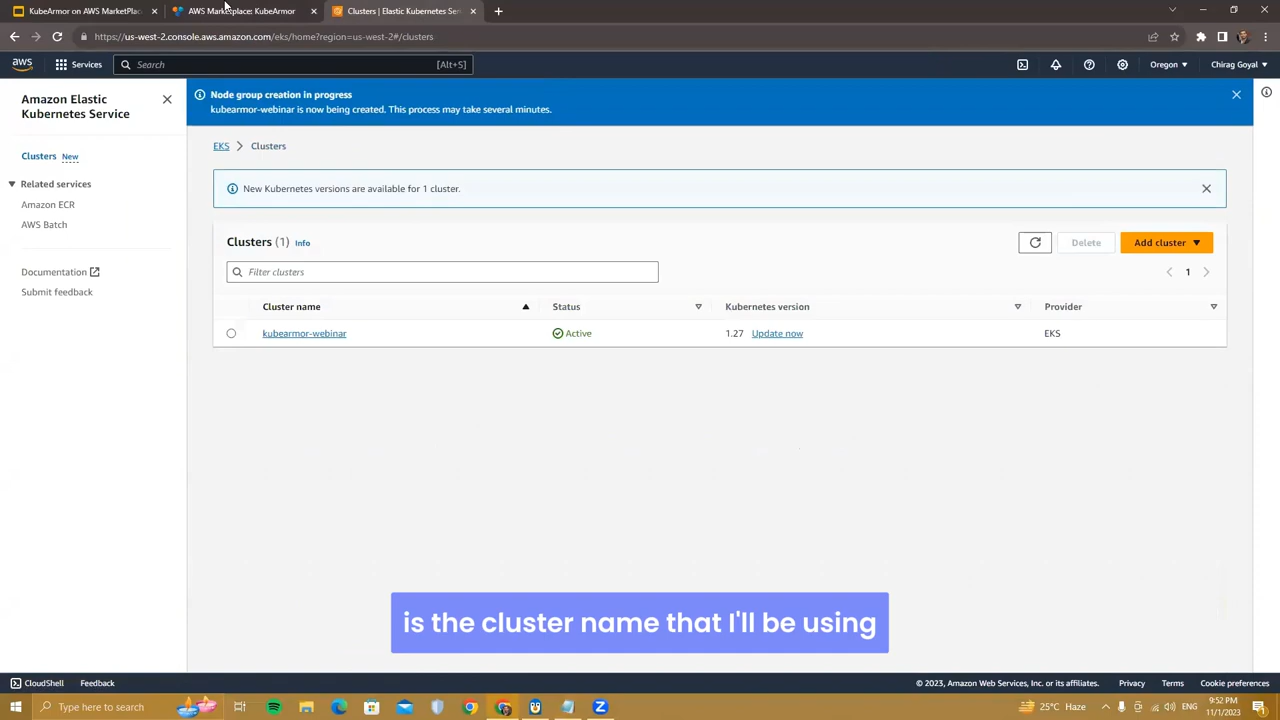 KubeArmor on AWS MarketPlac
AWS Marketplace: KubeArmor
Clusters | Elastic Kubernetes Ser
https://us-west-2.console.aws.amazon.com/eks/home?region=us-west-2#/clusters
aws
Services
Search
[Alt+S]
Oregon
Chirag Goyal
Amazon Elastic
Kubernetes Service
Clusters New
Related services
Amazon ECR
AWS Batch
Documentation
Submit feedback
Node group creation in progress
kubearmor-webinar is now being created. This process may take several minutes.
EKS > Clusters
New Kubernetes versions are available for 1 cluster.
Clusters (1) Info
Delete
Add cluster
Filter clusters
1
Cluster name
Status
Kubernetes version
Provider
kubearmor-webinar
Active
1.27 Update now
EKS
is the cluster name that I'll be using
CloudShell
Feedback
© 2023, Amazon Web Services, Inc. or its affiliates.
Privacy
Terms
Cookie preferences
Type here to search
25°C Haze
ENG
9:52 PM
11/1/2023